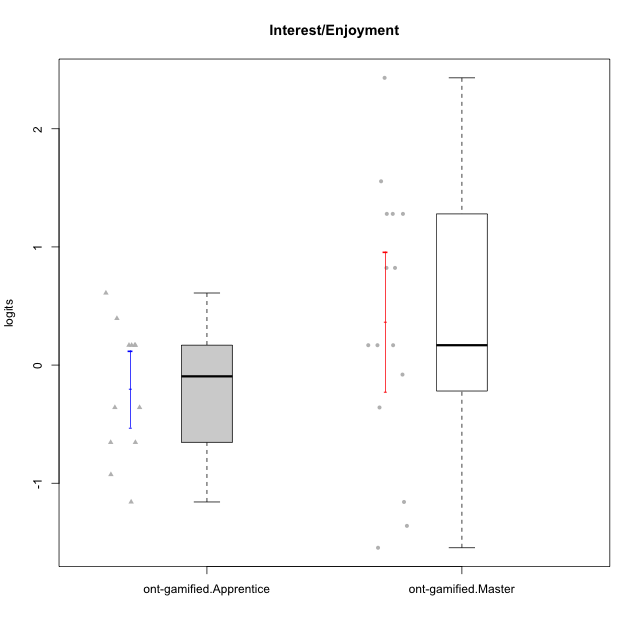 Interest/Enjoyment
logits
2
1
0
-1
ont-gamified.Apprentice
ont-gamified.Master